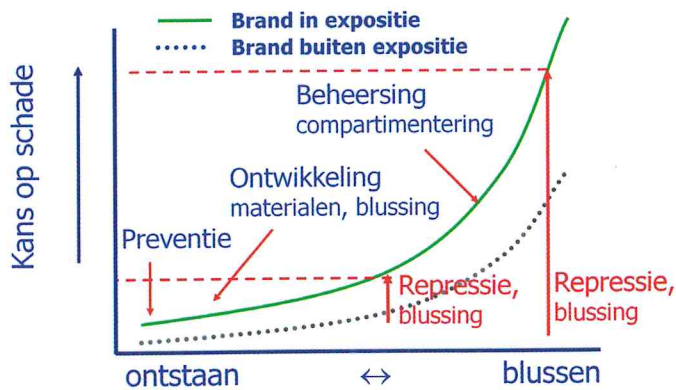 Brand in expositie
Brand buiten expositie
Kans op schade
Beheersing
compartimentering
Ontwikkeling
materialen, blussing
Preventie
Repressie,
blussing
Repressie,
blussing
ontstaan ↔ blussen